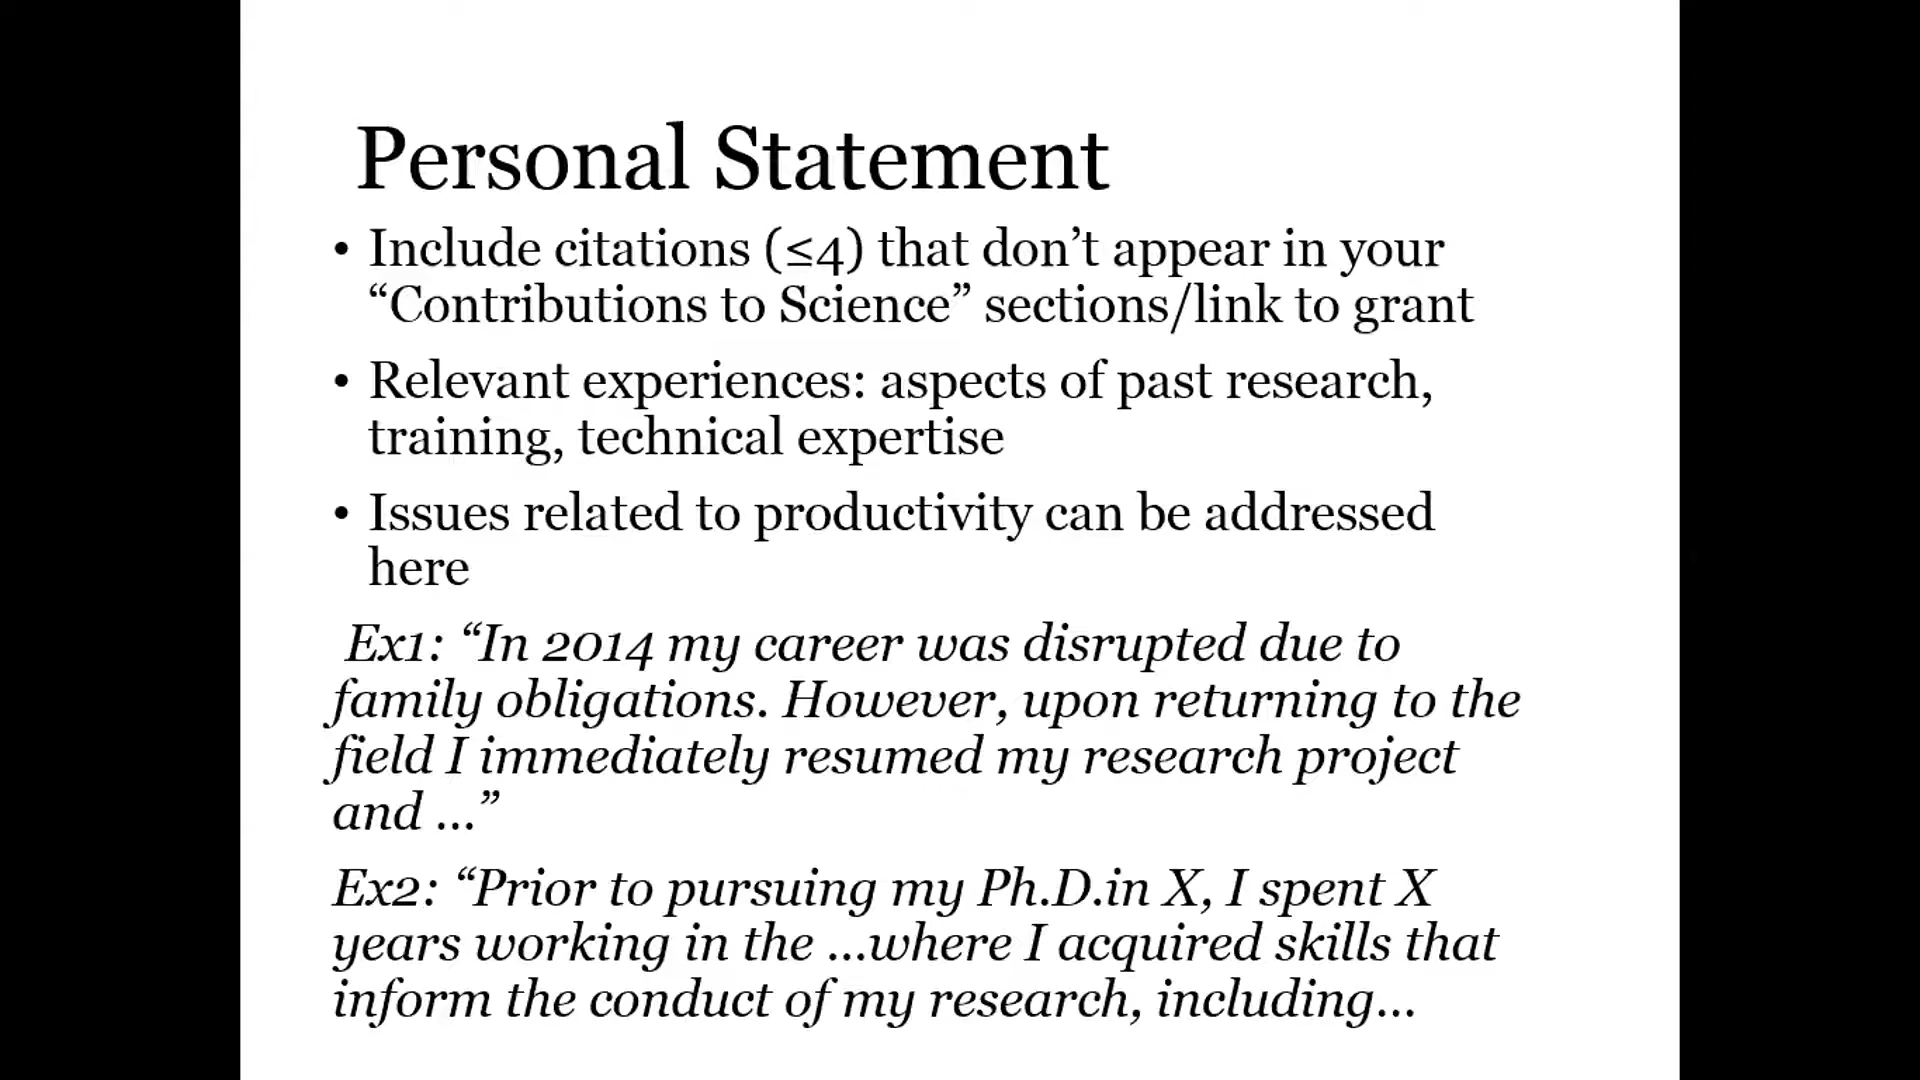 Personal Statement
• Include citations (≤4) that don’t appear in your
“Contributions to Science” sections/link to grant
• Relevant experiences: aspects of past research,
training, technical expertise
• Issues related to productivity can be addressed
here
Ex1: “In 2014 my career was disrupted due to
family obligations. However, upon returning to the
field I immediately resumed my research project
and …”
Ex2: “Prior to pursuing my Ph.D.in X, I spent X
years working in the …where I acquired skills that
inform the conduct of my research, including…